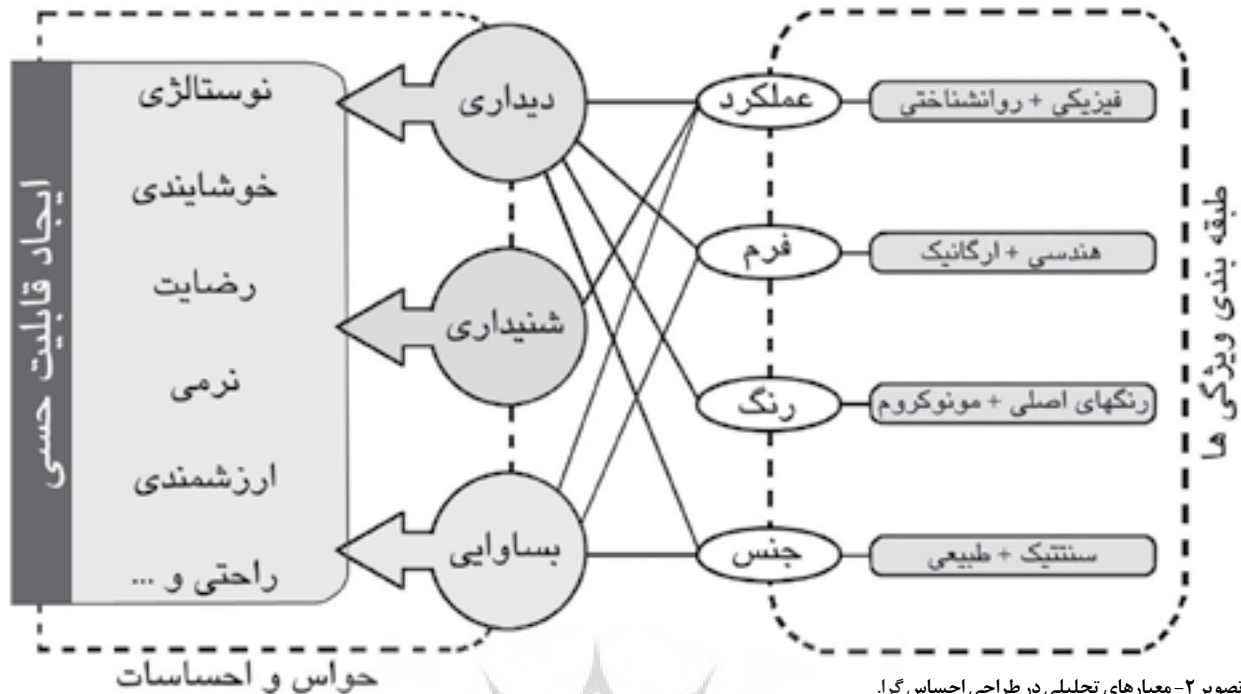 طبقه بندی ویژگی ها
فیزیکی + روانشناختی
هندسی + ارگانیک
رنگهای اصلی + مونوکروم
سنتتیک + طبیعی
عملکرد
فرم
رنگ
جنس
دیداری
شنیداری
بساوایی
نوستالژی
خوشایندی
رضایت
نرمی
ارزشمندی
راحتی و ...
ایجاد قابلیت حسی
حواس و احساسات
تصویر ۲- معیارهای تحلیلی در طراحی احساس گرا.